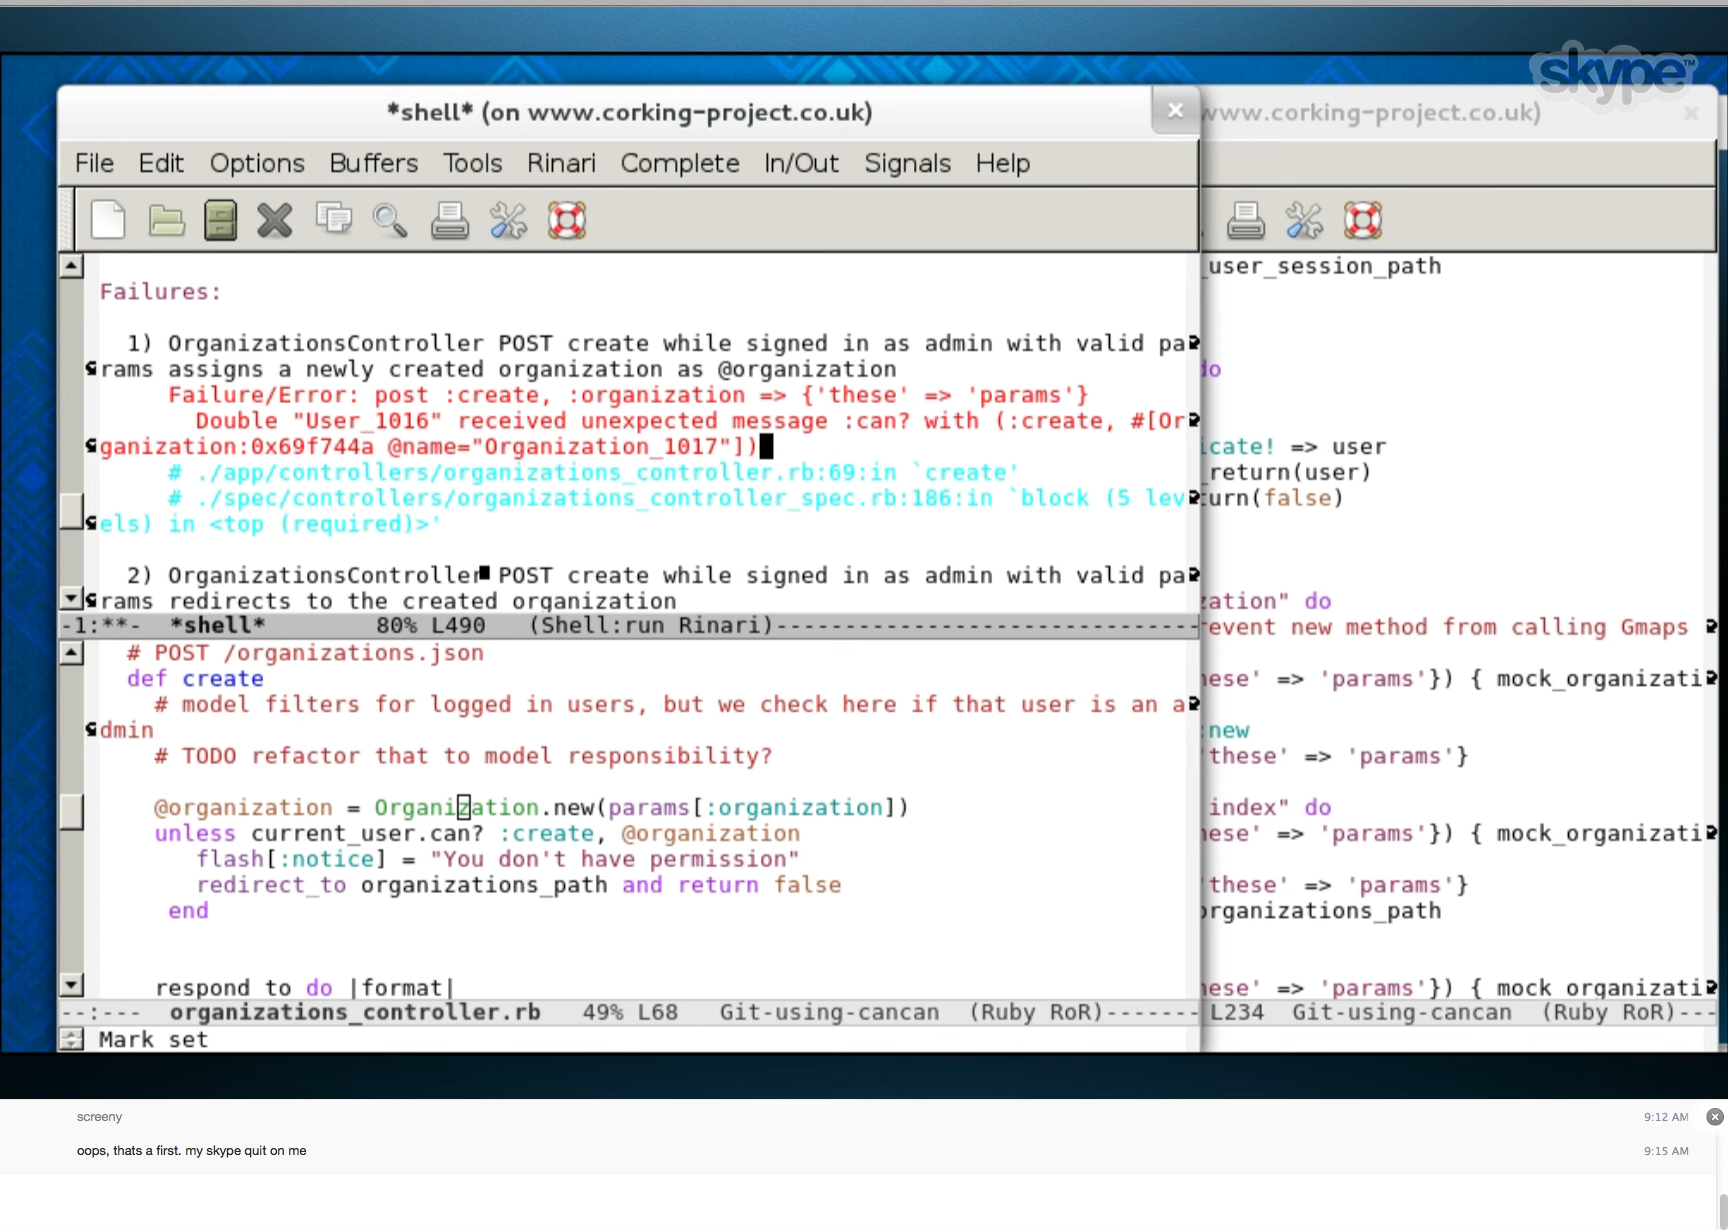 skype™
*shell* (on www.corking-project.co.uk)
File Edit Options Buffers Tools Rinari Complete In/Out Signals Help
Failures:
1) OrganizationsController POST create while signed in as admin with valid pa
rams assigns a newly created organization as @organization
Failure/Error: post :create, :organization => {'these' => 'params'}
Double "User_1016" received unexpected message :can? with (:create, #[Or
ganization:0x69f744a @name="Organization_1017"])
# ./app/controllers/organizations_controller.rb:69:in `create'
# ./spec/controllers/organizations_controller_spec.rb:186:in `block (5 lev
els) in <top (required)>'
2) OrganizationsController POST create while signed in as admin with valid pa
rams redirects to the created organization
-1:**- *shell* 80% L490 (Shell:run Rinari)------------------------------
# POST /organizations.json
def create
# model filters for logged in users, but we check here if that user is an a
dmin
# TODO refactor that to model responsibility?
@organization = Organization.new(params[:organization])
unless current_user.can? :create, @organization
flash[:notice] = "You don't have permission"
redirect_to organizations_path and return false
end
respond to do |format|
--:--- organizations_controller.rb 49% L68 Git-using-cancan (Ruby RoR)-------
Mark set
www.corking-project.co.uk)
_user_session_path
do
icate! => user
_return(user)
turn(false)
zation" do
revent new method from calling Gmaps
hese' => 'params'}) { mock_organizati
:new
'these' => 'params'}
index" do
hese' => 'params'}) { mock_organizati
'these' => 'params'}
organizations_path
hese' => 'params'}) { mock organizati
L234 Git-using-cancan (Ruby RoR)---
screeny 9:12 AM
oops, thats a first. my skype quit on me 9:15 AM